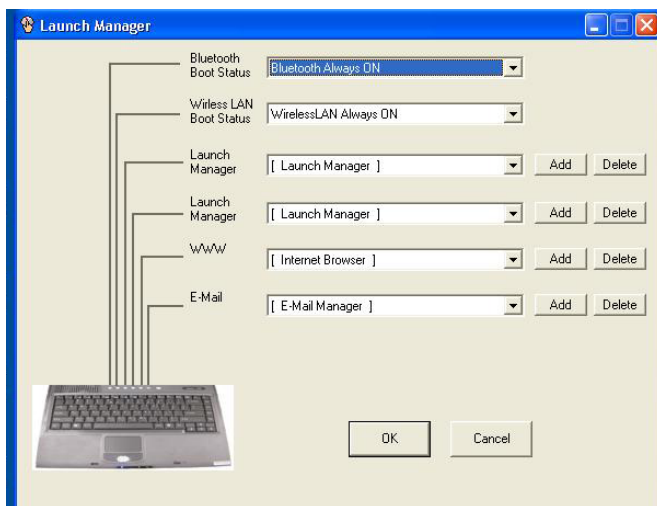 Launch Manager
Bluetooth
Boot Status
Bluetooth Always ON
Wirless LAN
Boot Status
WirelessLAN Always ON
Launch
Manager
[ Launch Manager ]
Add
Delete
Launch
Manager
[ Launch Manager ]
Add
Delete
WWW
[ Internet Browser ]
Add
Delete
E-Mail
[ E-Mail Manager ]
Add
Delete
OK
Cancel